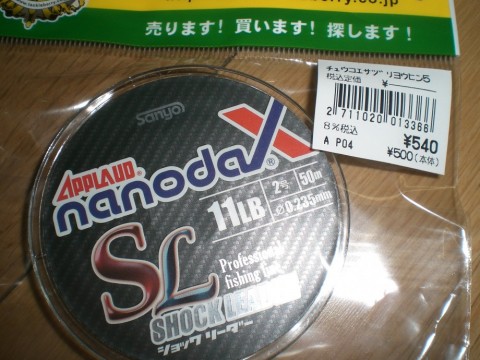 売ります! 買います! 探します!
チュウコエサヅリヨウヒン5
税込定価 ¥
2711020013366
8%税込 ¥540
A P04 ¥500(本体)
sanyo
APPLAUD
nanodaX®
11LB 2号 50m
0.235mm
SL
Professional
fishing line
SHOCK LEADER
ショックリーダー